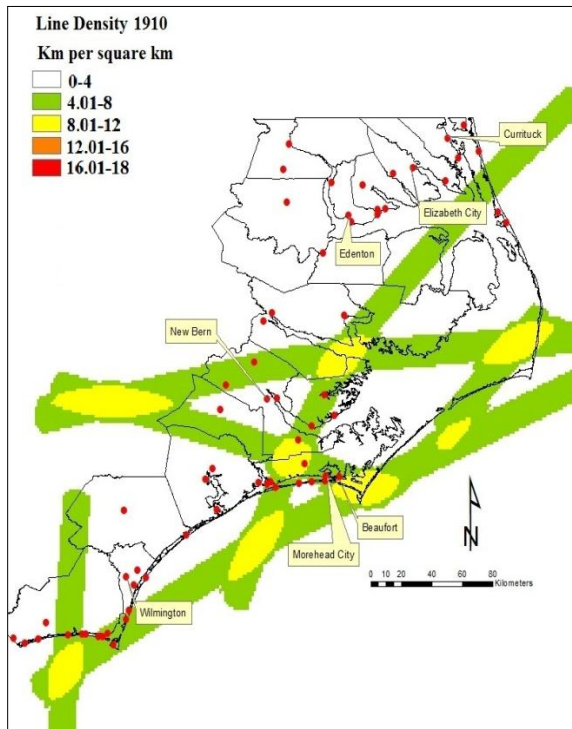 Line Density 1910
Km per square km
0-4
4.01-8
8.01-12
12.01-16
16.01-18
Currituck
Elizabeth City
Edenton
New Bern
Beaufort
Morehead City
Wilmington
N
0 10 20 40 60 80
Kilometers